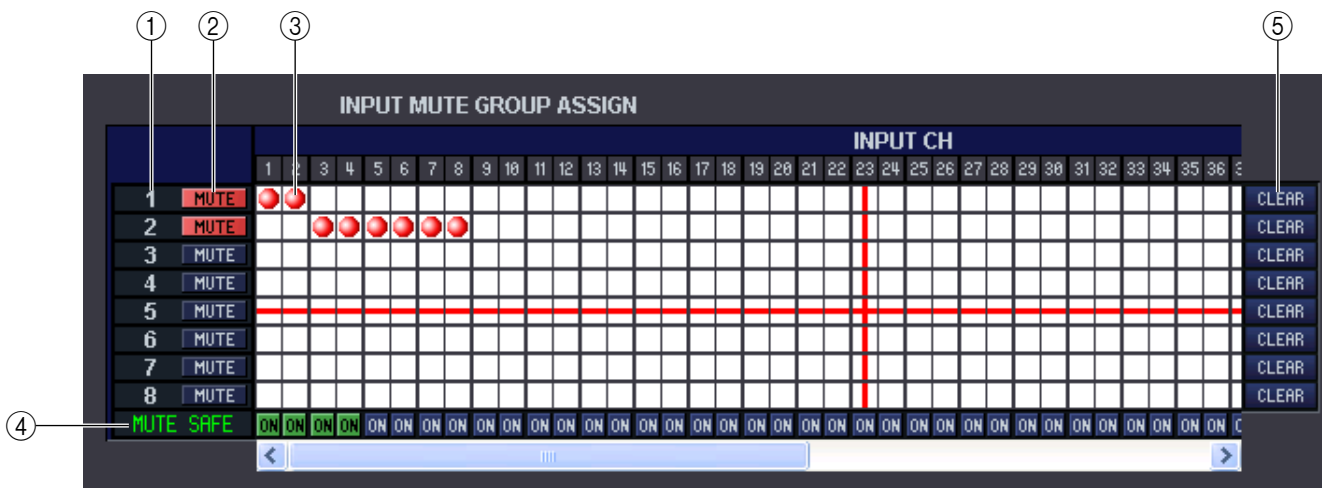 ① ② ③ ⑤
INPUT MUTE GROUP ASSIGN
INPUT CH
1 2 3 4 5 6 7 8 9 10 11 12 13 14 15 16 17 18 19 20 21 22 23 24 25 26 27 28 29 30 31 32 33 34 35 36
1 MUTE CLEAR
2 MUTE CLEAR
3 MUTE CLEAR
4 MUTE CLEAR
5 MUTE CLEAR
6 MUTE CLEAR
7 MUTE CLEAR
8 MUTE CLEAR
④ MUTE SAFE ON ON ON ON ON ON ON ON ON ON ON ON ON ON ON ON ON ON ON ON ON ON ON ON ON ON ON ON ON ON ON ON ON ON ON ON